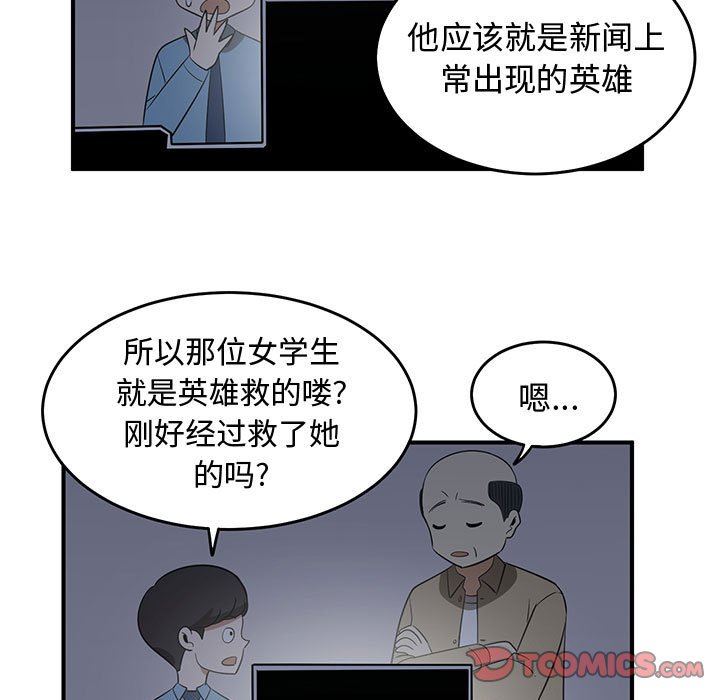 他应该就是新闻上
常出现的英雄
所以那位女学生
就是英雄救的喽?
刚好经过救了她
的吗?
嗯...
TOOMICS.COM